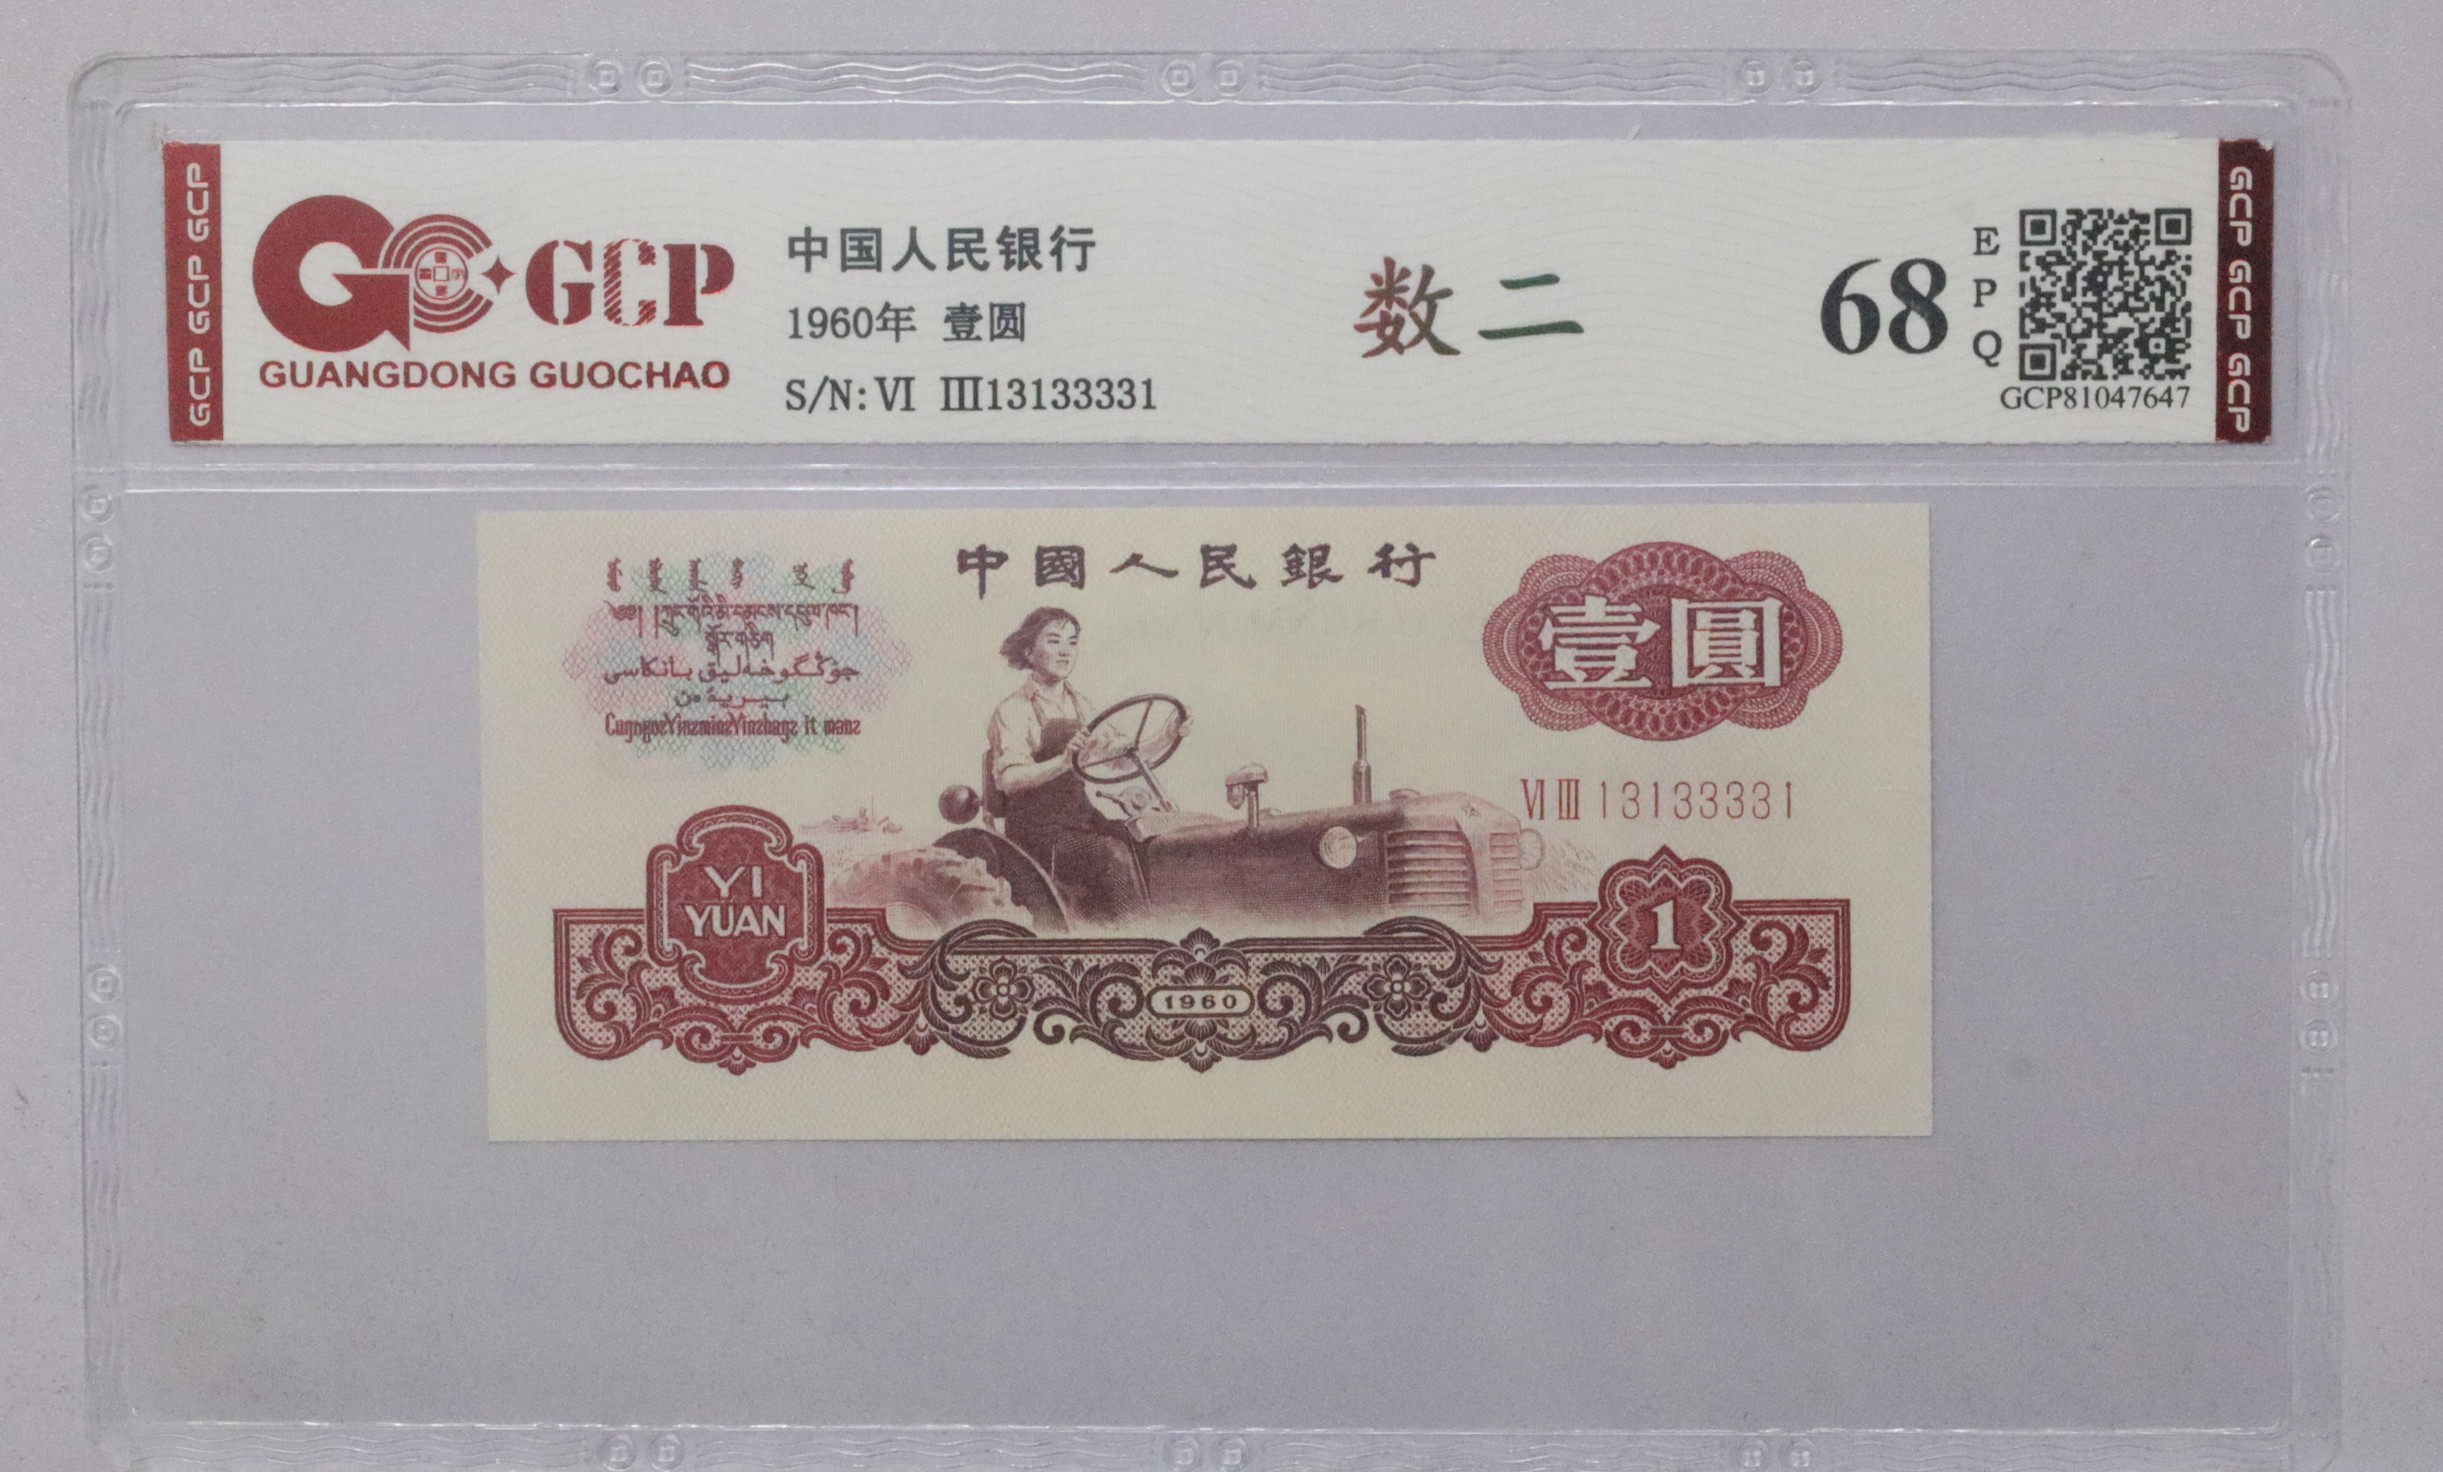 GCP GCP GCP
GCP
GUANGDONG GUOCHAO
中国人民银行
1960年 壹圆
S/N: VI III13133331
数二
68
E
P
Q
GCP81047647
GCP GCP GCP
中國人民銀行
壹圓
VI III 13133331
YI
YUAN
1960
1